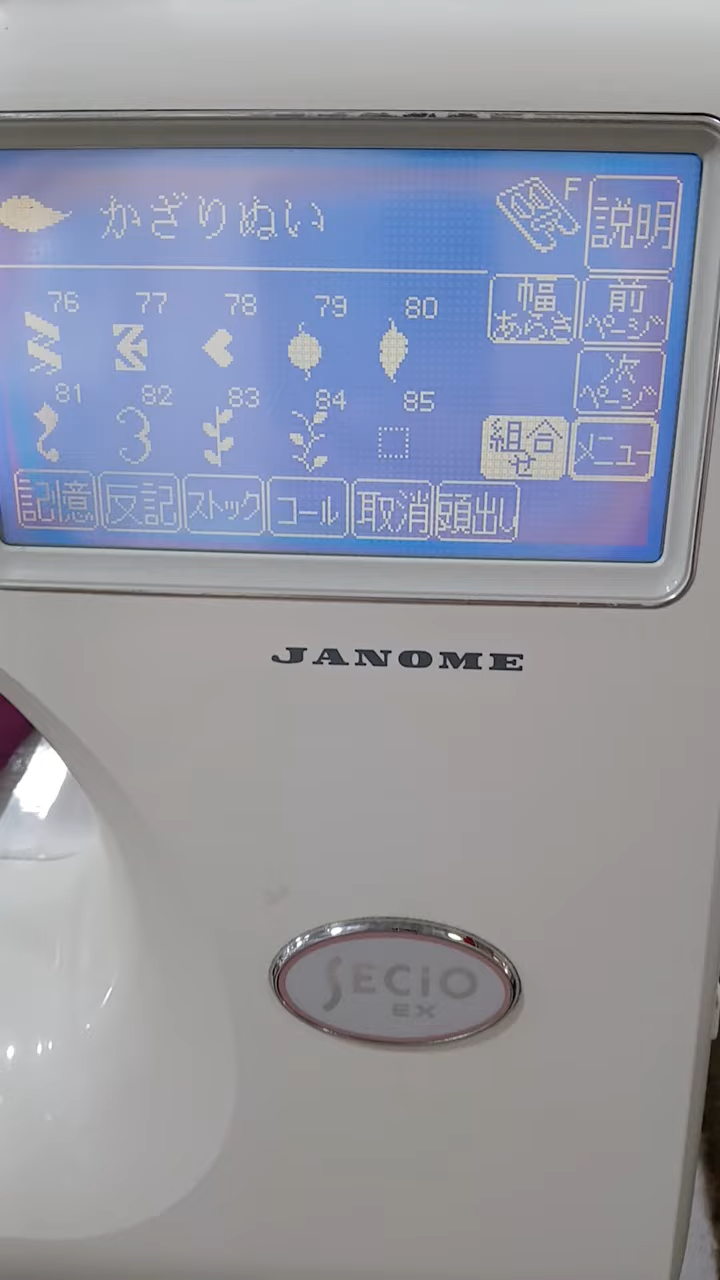 かざりぬい
F
説明
幅
あらさ
前
ページ
76 77 78 79 80
次
ページ
81 82 83 84 85
組合
せ
メニュー
記憶 反記 ストック コール 取消 頭出し
JANOME
SECIO
EX